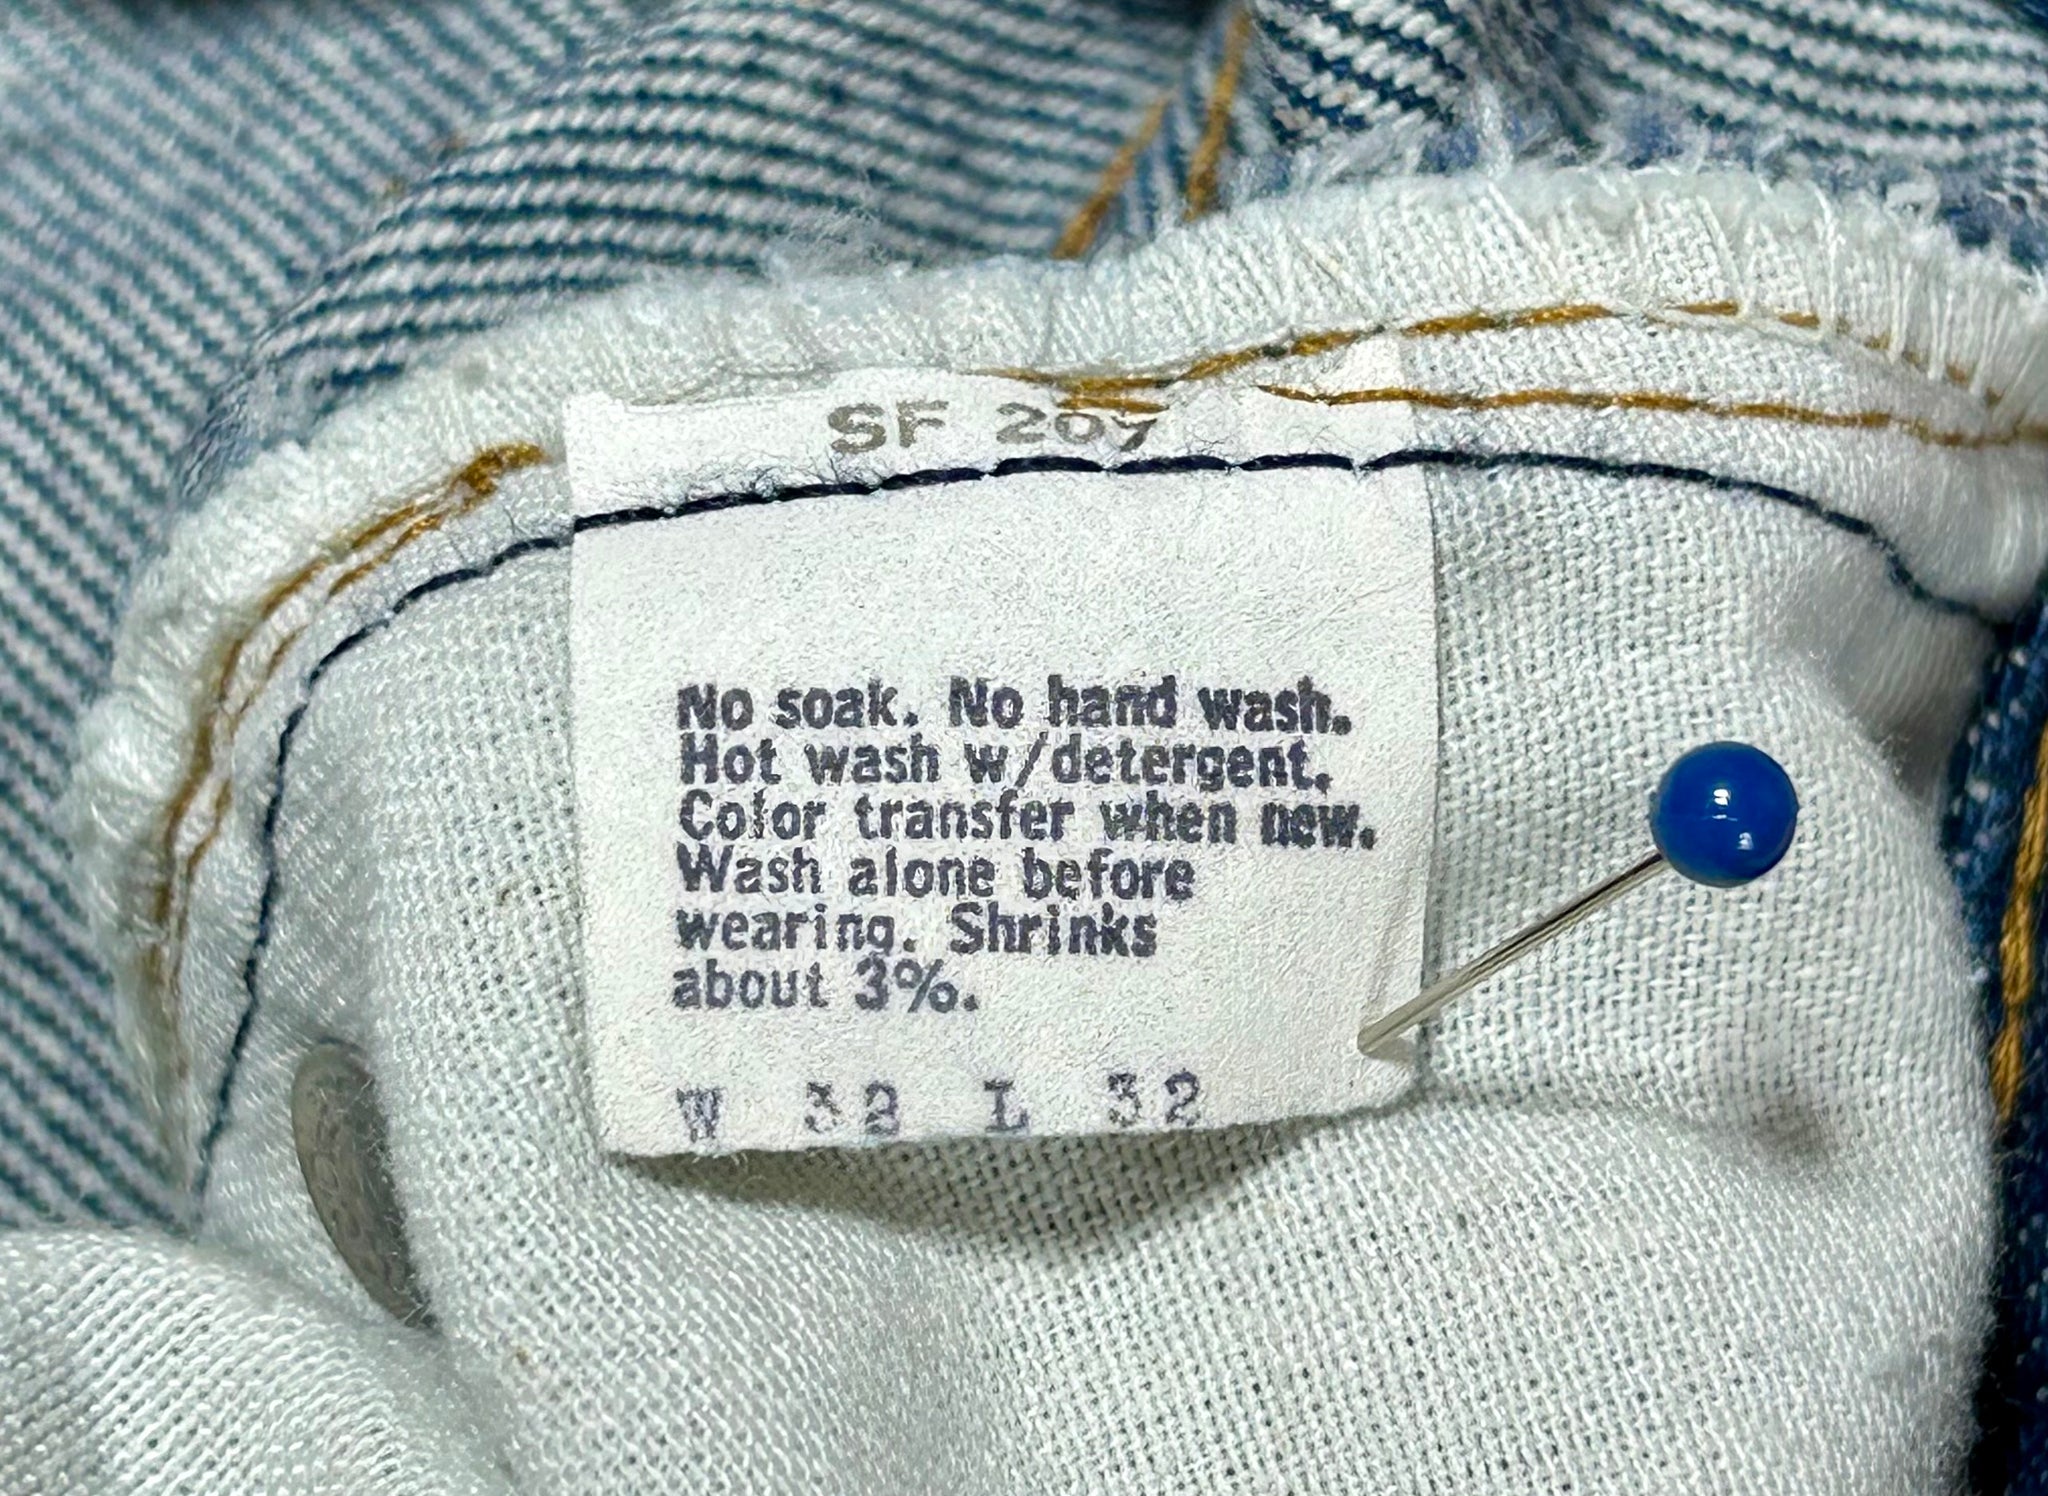 SF 207
No soak. No hand wash.
Hot wash w/detergent.
Color transfer when new.
Wash alone before
wearing. Shrinks
about 3%.
W 32 L 32